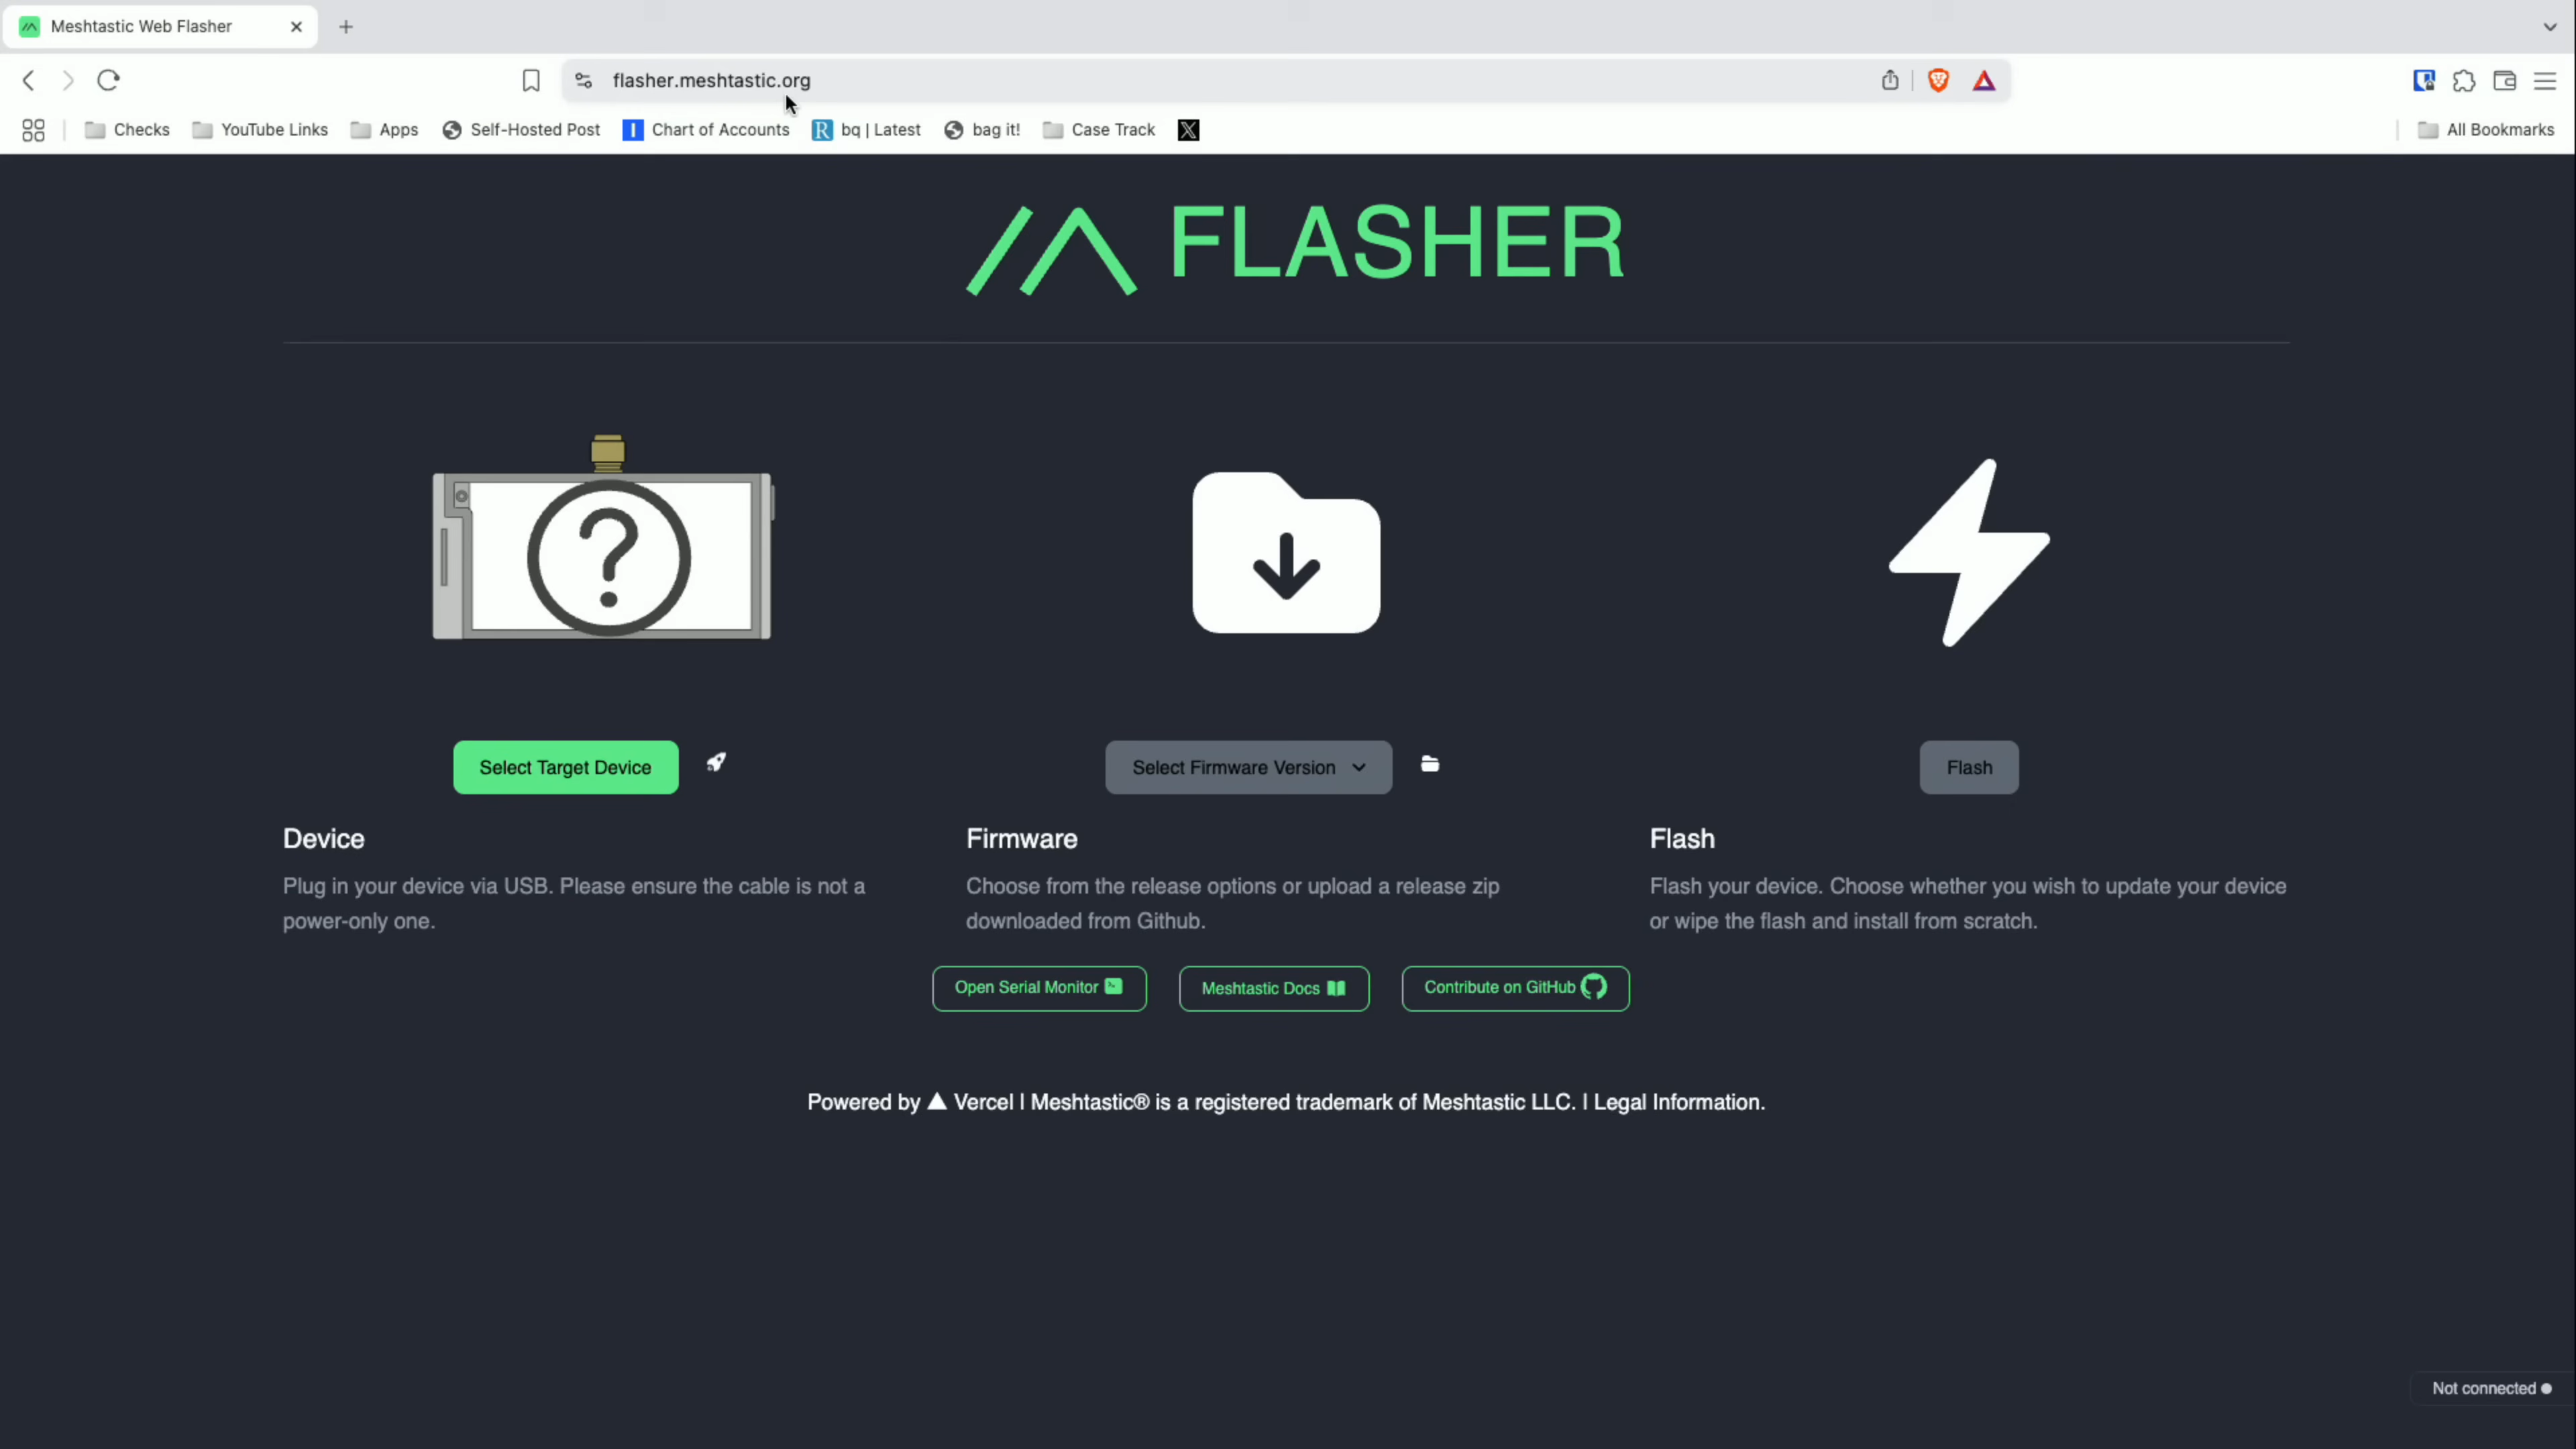 Meshtastic Web Flasher
flasher.meshtastic.org
Checks YouTube Links Apps Self-Hosted Post Chart of Accounts bq | Latest bag it! Case Track All Bookmarks
FLASHER
?
Select Target Device Select Firmware Version Flash
Device
Plug in your device via USB. Please ensure the cable is not a
power-only one.
Firmware
Choose from the release options or upload a release zip
downloaded from Github.
Flash
Flash your device. Choose whether you wish to update your device
or wipe the flash and install from scratch.
Open Serial Monitor Meshtastic Docs Contribute on GitHub
Powered by ▲ Vercel | Meshtastic® is a registered trademark of Meshtastic LLC. | Legal Information.
Not connected